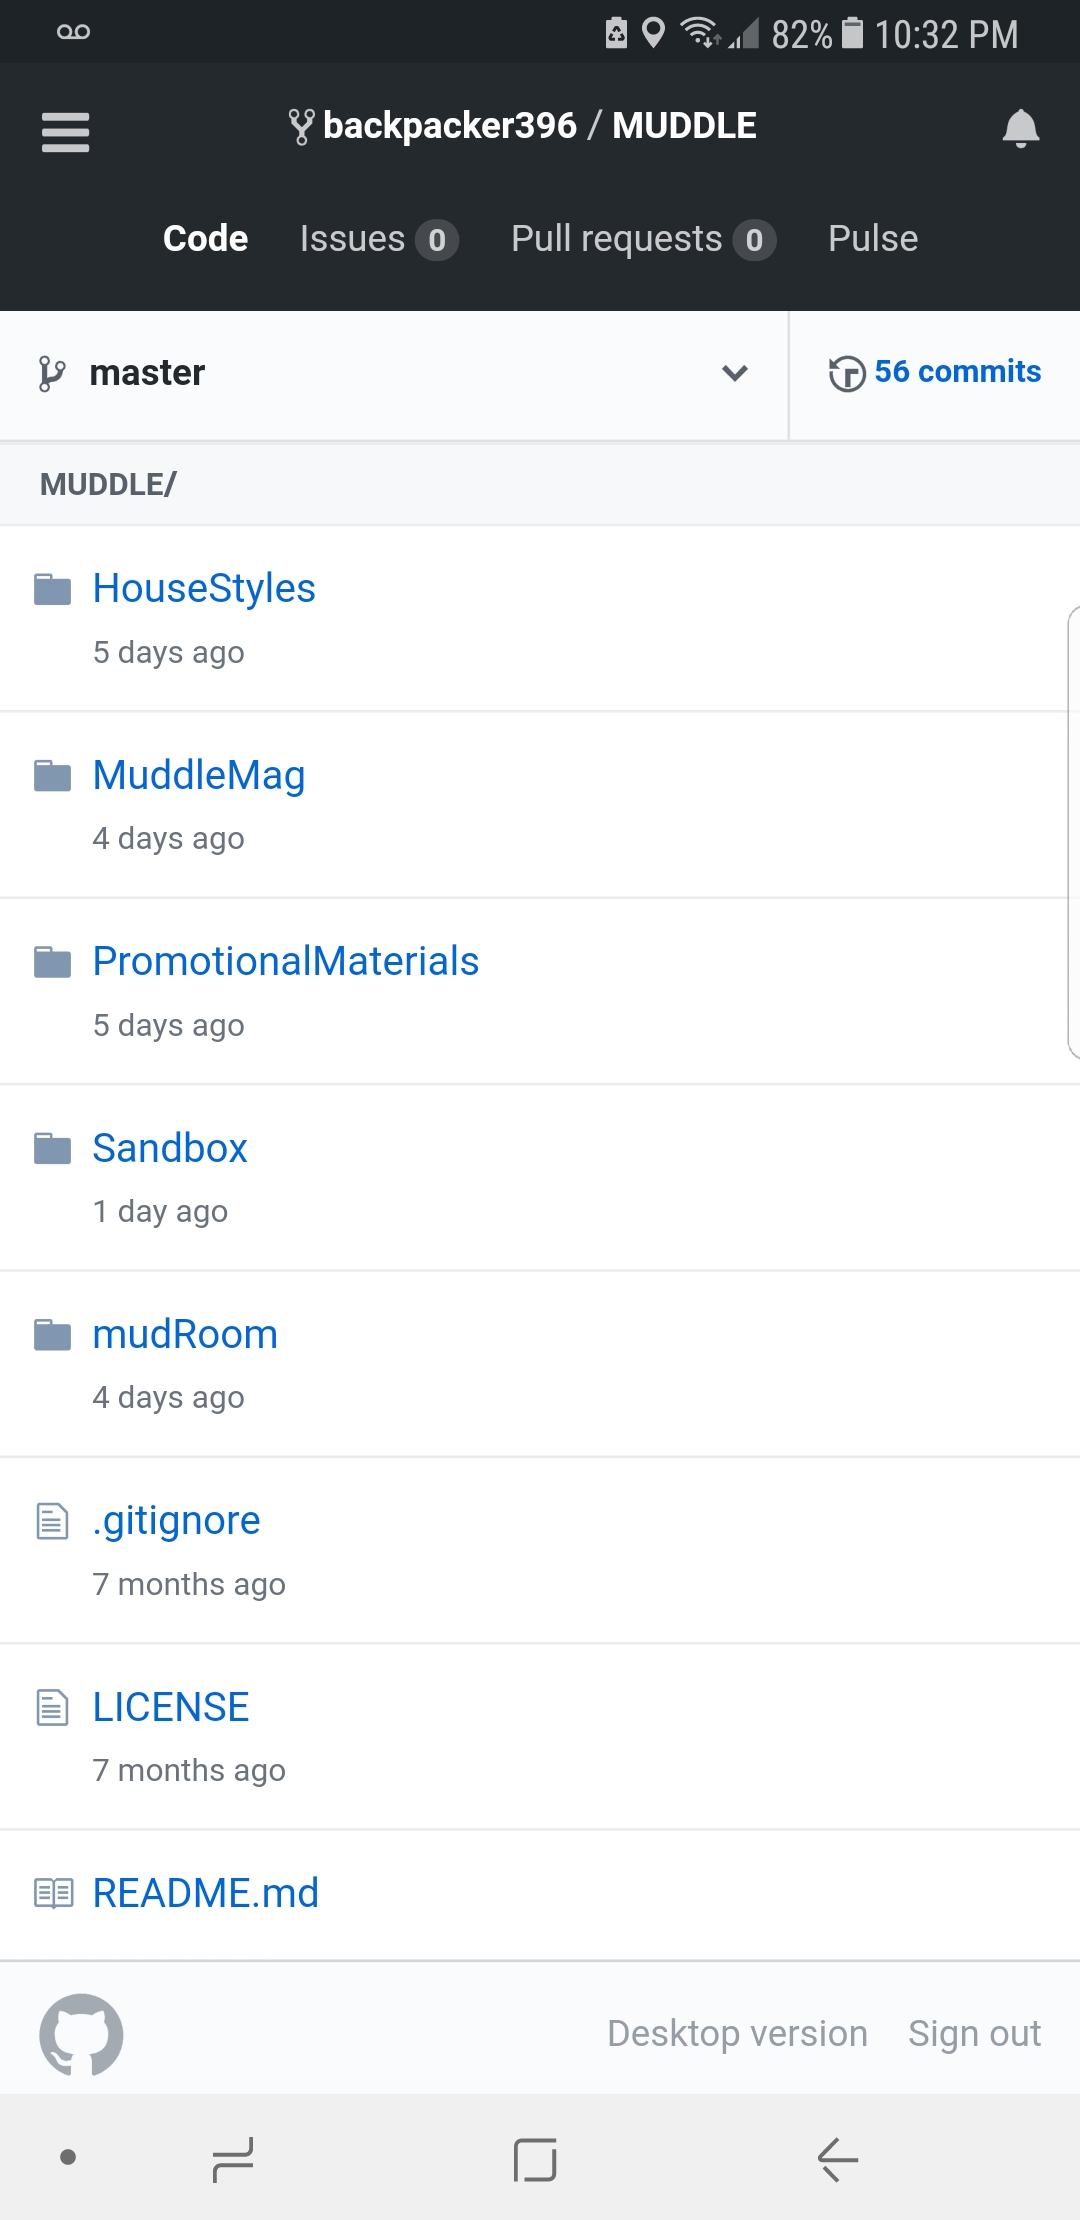 82% 10:32 PM
backpacker396 / MUDDLE
Code Issues 0 Pull requests 0 Pulse
master 56 commits
MUDDLE/
HouseStyles
5 days ago
MuddleMag
4 days ago
PromotionalMaterials
5 days ago
Sandbox
1 day ago
mudRoom
4 days ago
.gitignore
7 months ago
LICENSE
7 months ago
README.md
Desktop version Sign out